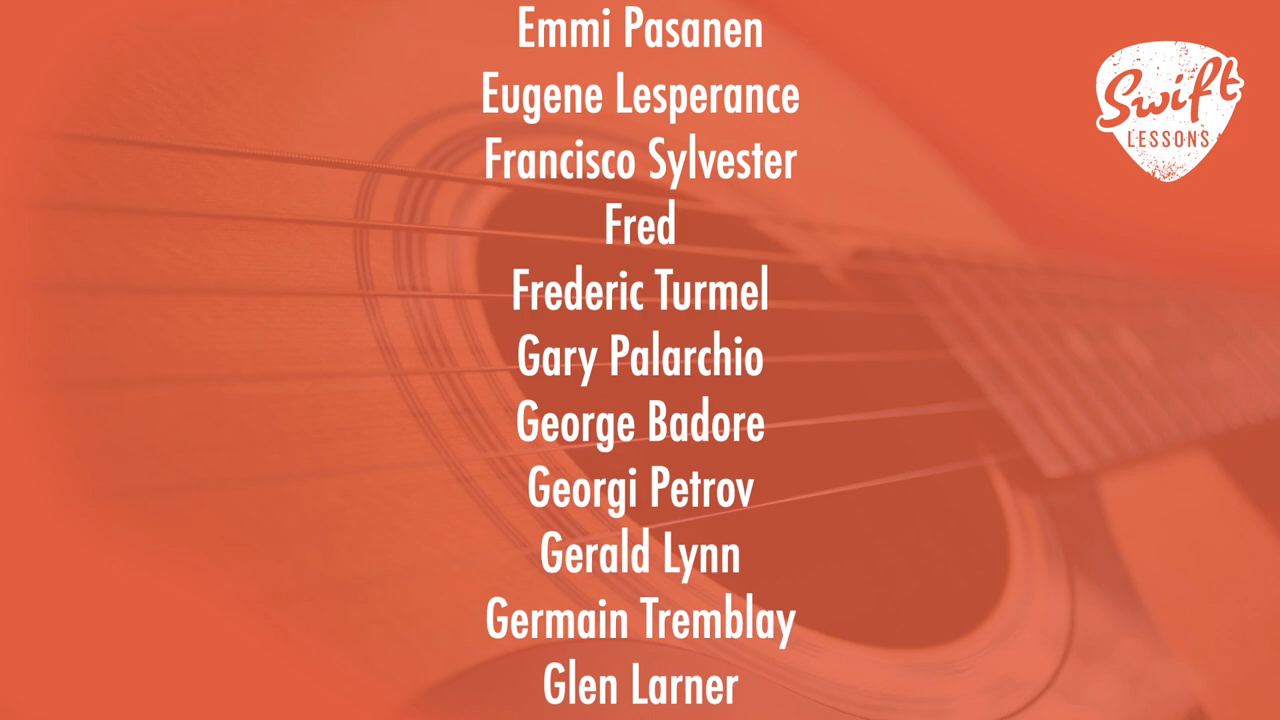 Emmi Pasanen
Eugene Lesperance
Francisco Sylvester
Fred
Frederic Turmel
Gary Palarchio
George Badore
Georgi Petrov
Gerald Lynn
Germain Tremblay
Glen Larner
Swift
LESSONS